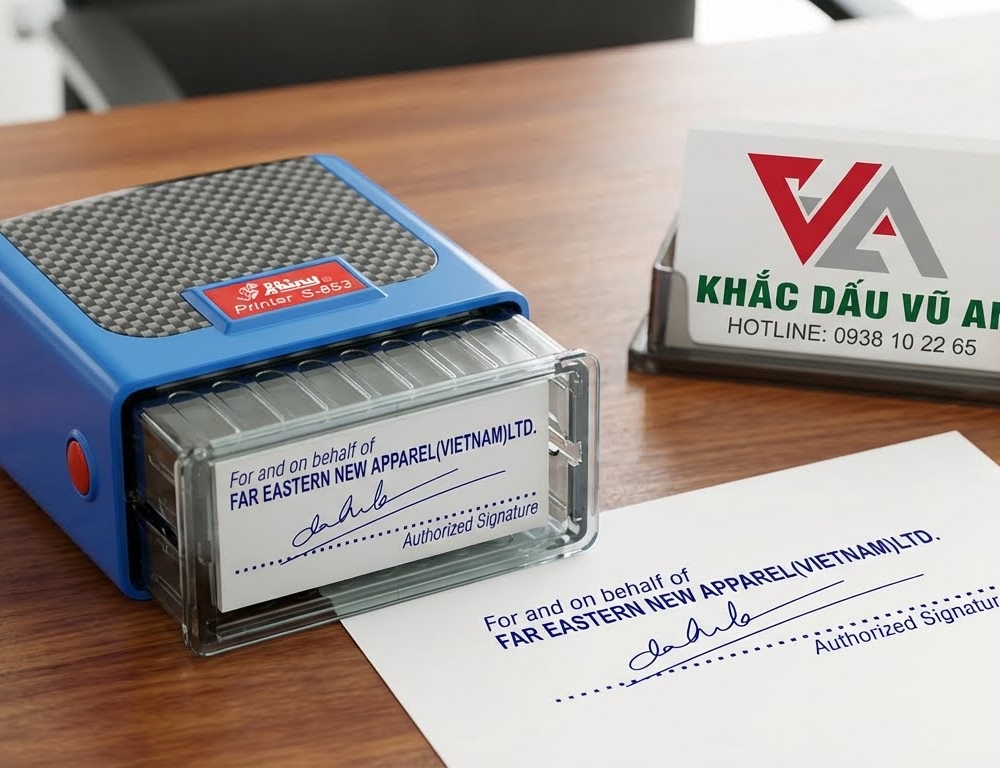 Shiny
Printer S-853
For and on behalf of
FAR EASTERN NEW APPAREL(VIETNAM)LTD.
Authorized Signature
VA
KHẮC DẤU VŨ AN
HOTLINE: 0938 10 22 65
For and on behalf of
FAR EASTERN NEW APPAREL(VIETNAM)LTD.
Authorized Signatur